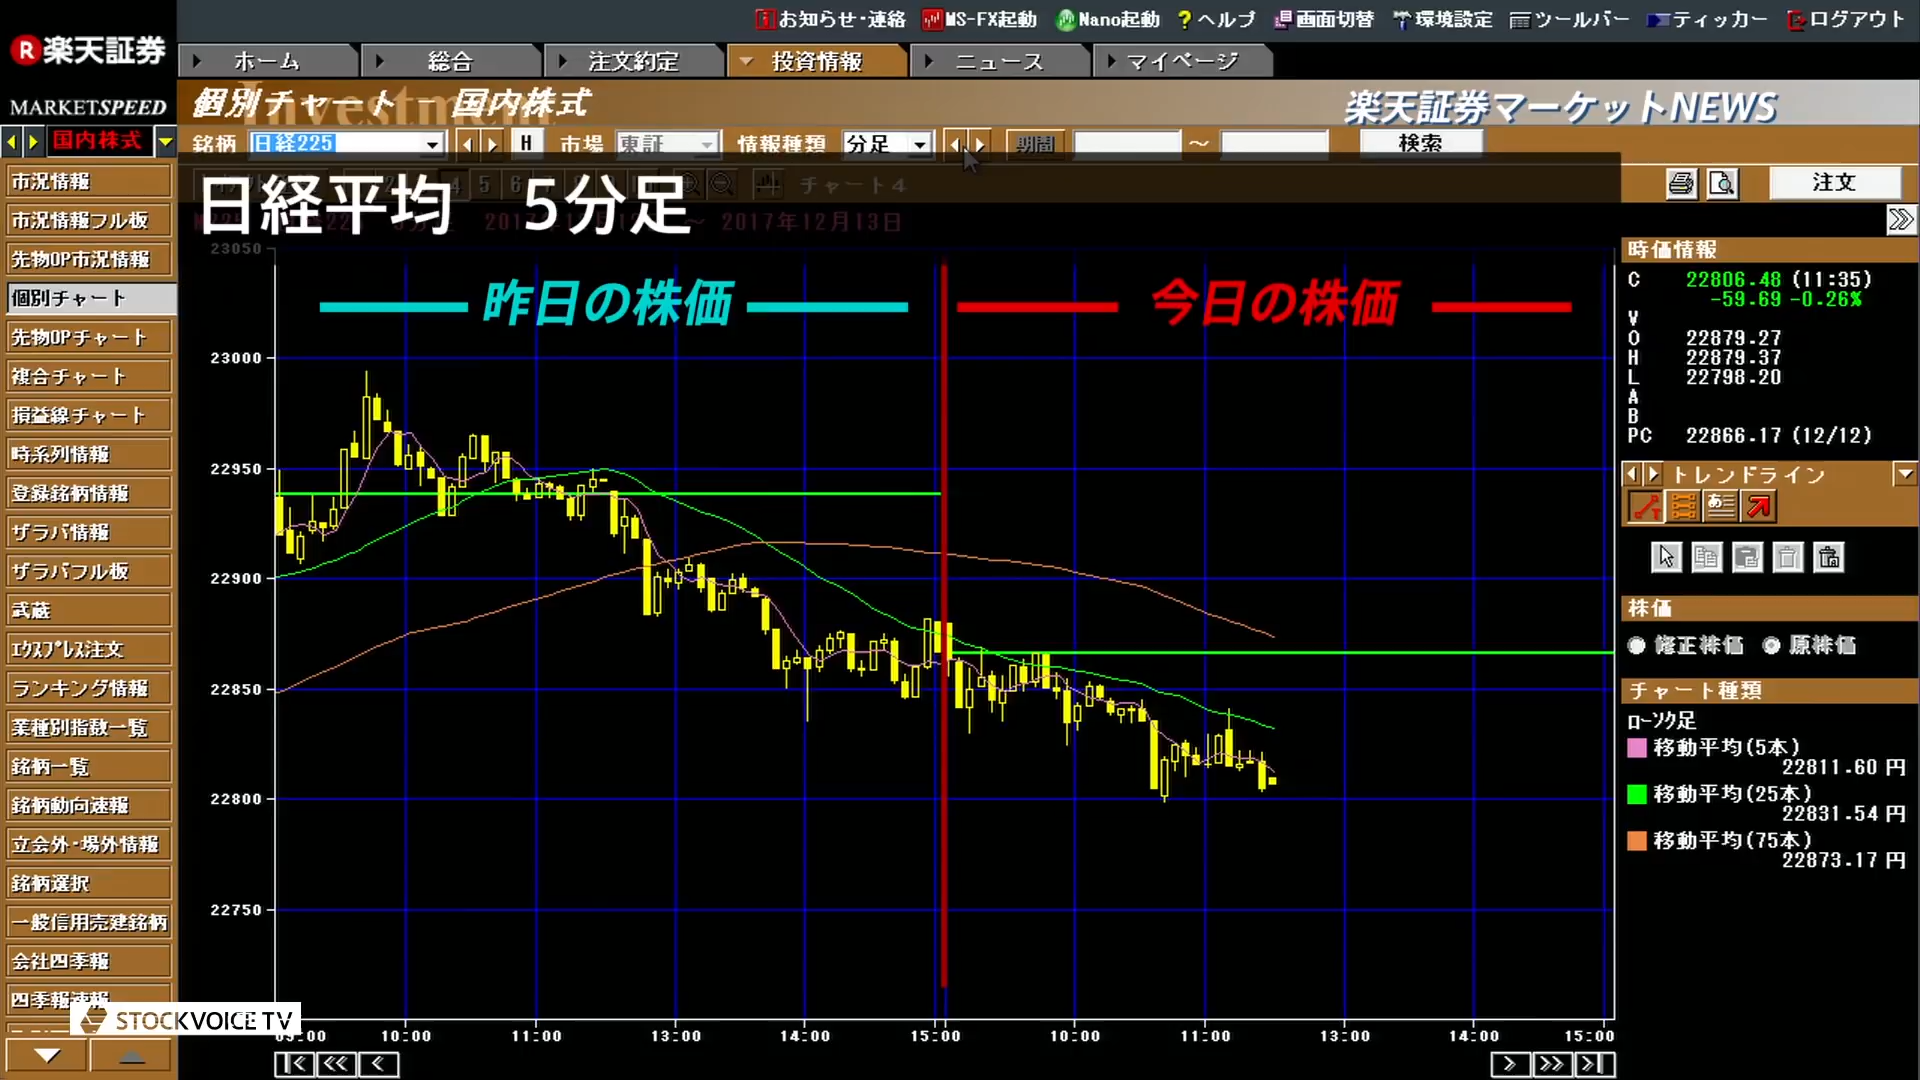 お知らせ・連絡 MS-FX起動 Nano起動 ヘルプ 画面切替 環境設定 ツールバー ティッカー ログアウト
R楽天証券
ホーム 総合 注文約定 投資情報 ニュース マイページ
MARKETSPEED
個別チャート － 国内株式
Investment
楽天証券マーケットNEWS
国内株式
銘柄 日経225 H 市場 東証 情報種類 分足 期間 ～ 検索
市況情報
市況情報フル板
先物OP市況情報
個別チャート
先物OPチャート
複合チャート
損益線チャート
時系列情報
登録銘柄情報
ザラバ情報
ザラバフル板
武蔵
エクスプレス注文
ランキング情報
業種別指数一覧
銘柄一覧
銘柄動向速報
立会外・場外情報
銘柄選択
一般信用売建銘柄
会社四季報
四季報速報
4 5 6 チャート4
日経平均 5分足
～ 2017年12月13日
昨日の株価 今日の株価
23050
23000
22950
22900
22850
22800
22750
09:00 10:00 11:00 13:00 14:00 15:00 10:00 11:00 13:00 14:00 15:00
STOCKVOICE TV
注文
時価情報
C 22806.48 (11:35)
-59.69 -0.26%
V
O 22879.27
H 22879.37
L 22798.20
A
B
PC 22866.17 (12/12)
トレンドライン
あ
株価
修正株価 原株価
チャート種類
ローソク足
移動平均(5本)
22811.60 円
移動平均(25本)
22831.54 円
移動平均(75本)
22873.17 円